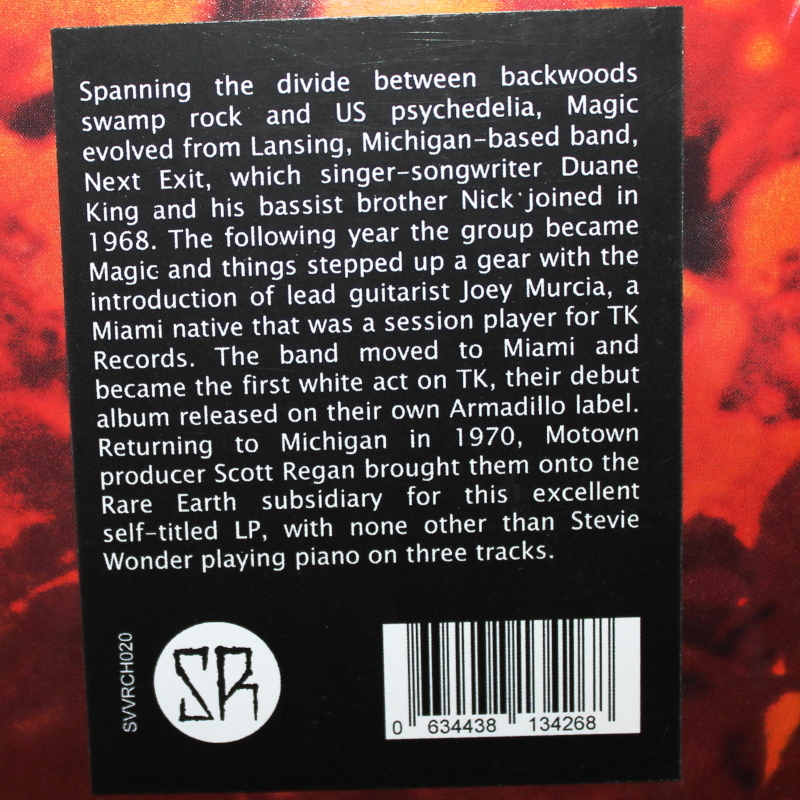 Spanning the divide between backwoods
swamp rock and US psychedelia, Magic
evolved from Lansing, Michigan-based band,
Next Exit, which singer-songwriter Duane
King and his bassist brother Nick joined in
1968. The following year the group became
Magic and things stepped up a gear with the
introduction of lead guitarist Joey Murcia, a
Miami native that was a session player for TK
Records. The band moved to Miami and
became the first white act on TK, their debut
album released on their own Armadillo label.
Returning to Michigan in 1970, Motown
producer Scott Regan brought them onto the
Rare Earth subsidiary for this excellent
self-titled LP, with none other than Stevie
Wonder playing piano on three tracks.
SVVRCH020
SR
0 634438 134268